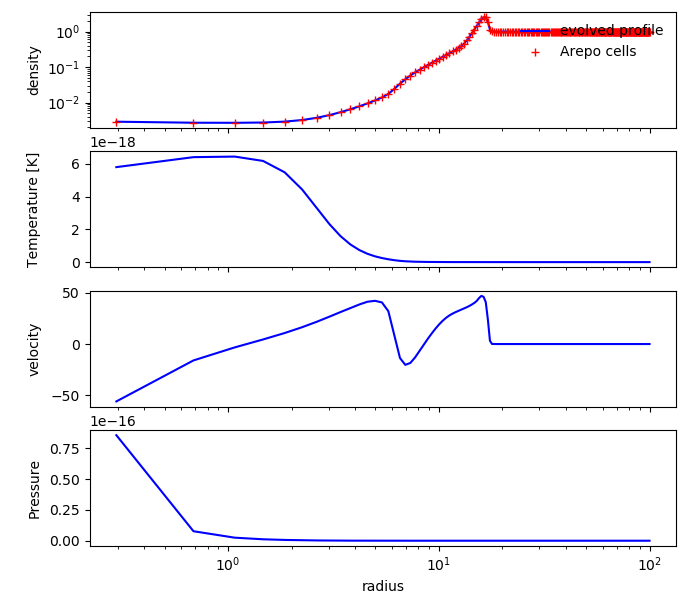 10⁰
10⁻¹
10⁻²
density
evolved profile
Arepo cells
1e−18
6
4
2
0
Temperature [K]
50
0
−50
velocity
1e−16
0.75
0.50
0.25
0.00
Pressure
10⁰
10¹
10²
radius